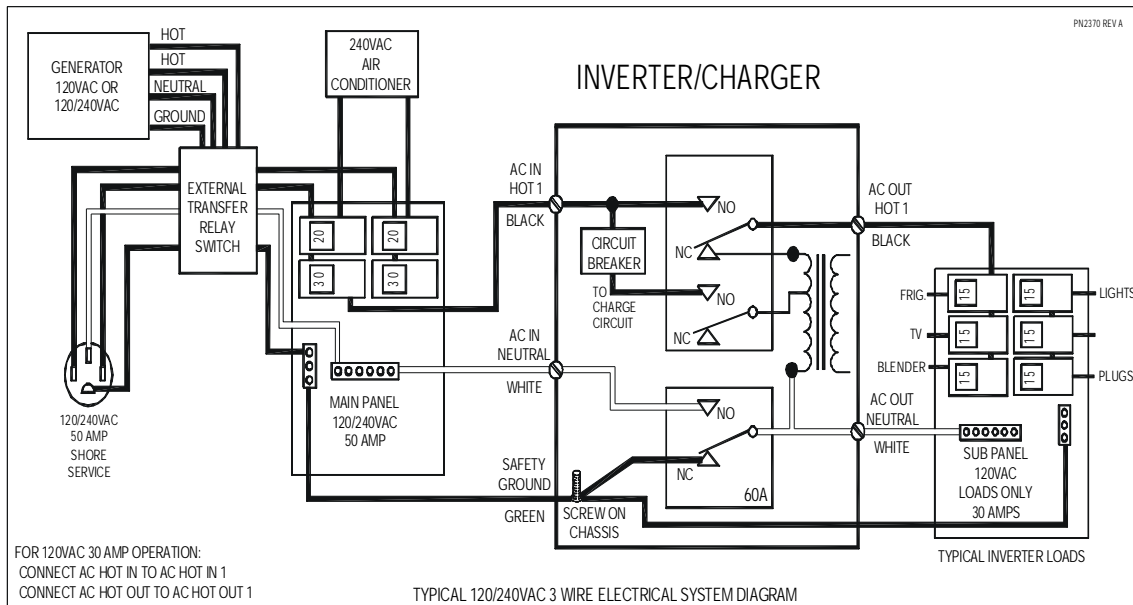 PN2370 REV A
HOT
HOT
NEUTRAL
GROUND
GENERATOR
120VAC OR
120/240VAC
240VAC
AIR
CONDITIONER
INVERTER/CHARGER
EXTERNAL
TRANSFER
RELAY
SWITCH
20
20
30
30
AC IN
HOT 1
BLACK
NO
NC
CIRCUIT
BREAKER
TO
CHARGE
CIRCUIT
NO
NC
AC OUT
HOT 1
BLACK
FRIG.
15
15
LIGHTS
TV
15
15
BLENDER
15
15
PLUGS
120/240VAC
50 AMP
SHORE
SERVICE
MAIN PANEL
120/240VAC
50 AMP
AC IN
NEUTRAL
WHITE
NO
NC
60A
AC OUT
NEUTRAL
WHITE
SUB PANEL
120VAC
LOADS ONLY
30 AMPS
SAFETY
GROUND
GREEN
SCREW ON
CHASSIS
TYPICAL INVERTER LOADS
FOR 120VAC 30 AMP OPERATION:
CONNECT AC HOT IN TO AC HOT IN 1
CONNECT AC HOT OUT TO AC HOT OUT 1
TYPICAL 120/240VAC 3 WIRE ELECTRICAL SYSTEM DIAGRAM